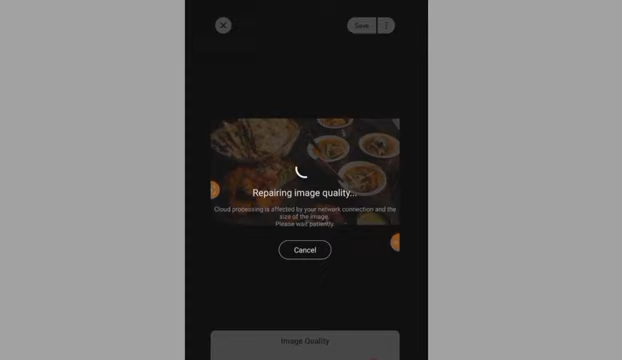 Save
Repairing image quality...
Cloud processing is affected by your network connection and the
size of the image.
Please wait patiently.
Cancel
Image Quality